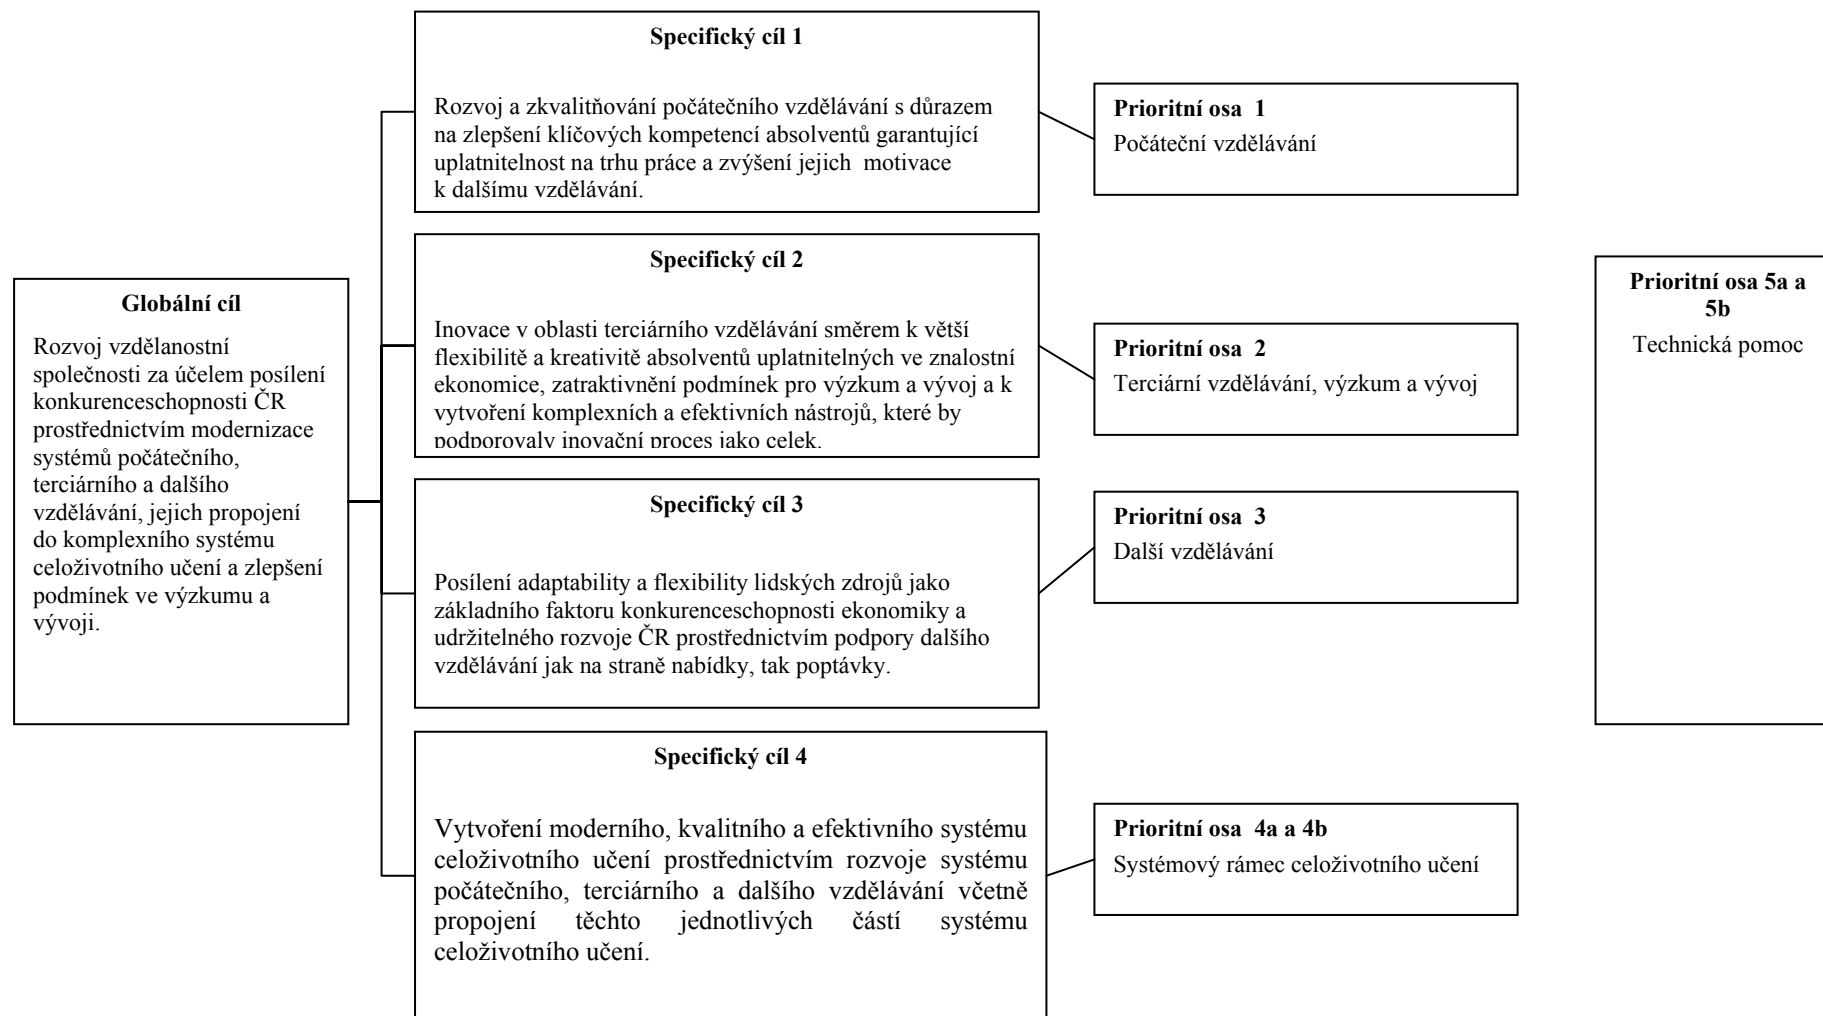 Globální cíl
Rozvoj vzdělanostní
společnosti za účelem posílení
konkurenceschopnosti ČR
prostřednictvím modernizace
systémů počátečního,
terciárního a dalšího
vzdělávání, jejich propojení
do komplexního systému
celoživotního učení a zlepšení
podmínek ve výzkumu a
vývoji.
Specifický cíl 1
Rozvoj a zkvalitňování počátečního vzdělávání s důrazem
na zlepšení klíčových kompetencí absolventů garantující
uplatnitelnost na trhu práce a zvýšení jejich motivace
k dalšímu vzdělávání.
Prioritní osa 1
Počáteční vzdělávání
Specifický cíl 2
Inovace v oblasti terciárního vzdělávání směrem k větší
flexibilitě a kreativitě absolventů uplatnitelných ve znalostní
ekonomice, zatraktivnění podmínek pro výzkum a vývoj a k
vytvoření komplexních a efektivních nástrojů, které by
podporovaly inovační proces jako celek.
Prioritní osa 2
Terciární vzdělávání, výzkum a vývoj
Specifický cíl 3
Posílení adaptability a flexibility lidských zdrojů jako
základního faktoru konkurenceschopnosti ekonomiky a
udržitelného rozvoje ČR prostřednictvím podpory dalšího
vzdělávání jak na straně nabídky, tak poptávky.
Prioritní osa 3
Další vzdělávání
Specifický cíl 4
Vytvoření moderního, kvalitního a efektivního systému
celoživotního učení prostřednictvím rozvoje systému
počátečního, terciárního a dalšího vzdělávání včetně
propojení těchto jednotlivých částí systému
celoživotního učení.
Prioritní osa 4a a 4b
Systémový rámec celoživotního učení
Prioritní osa 5a a
5b
Technická pomoc